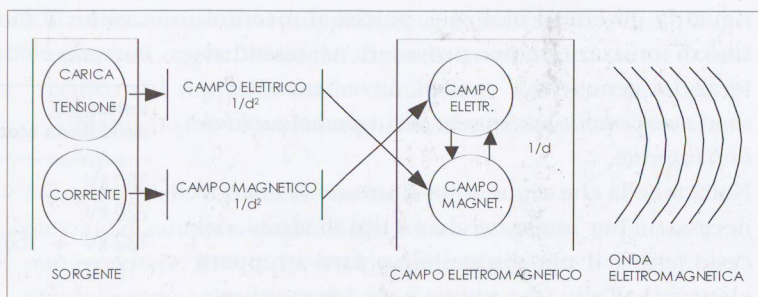 CARICA
TENSIONE
CORRENTE
SORGENTE
CAMPO ELETTRICO
1/d²
CAMPO MAGNETICO
1/d²
CAMPO
ELETTR.
1/d
CAMPO
MAGNET.
CAMPO ELETTROMAGNETICO
ONDA
ELETTROMAGNETICA